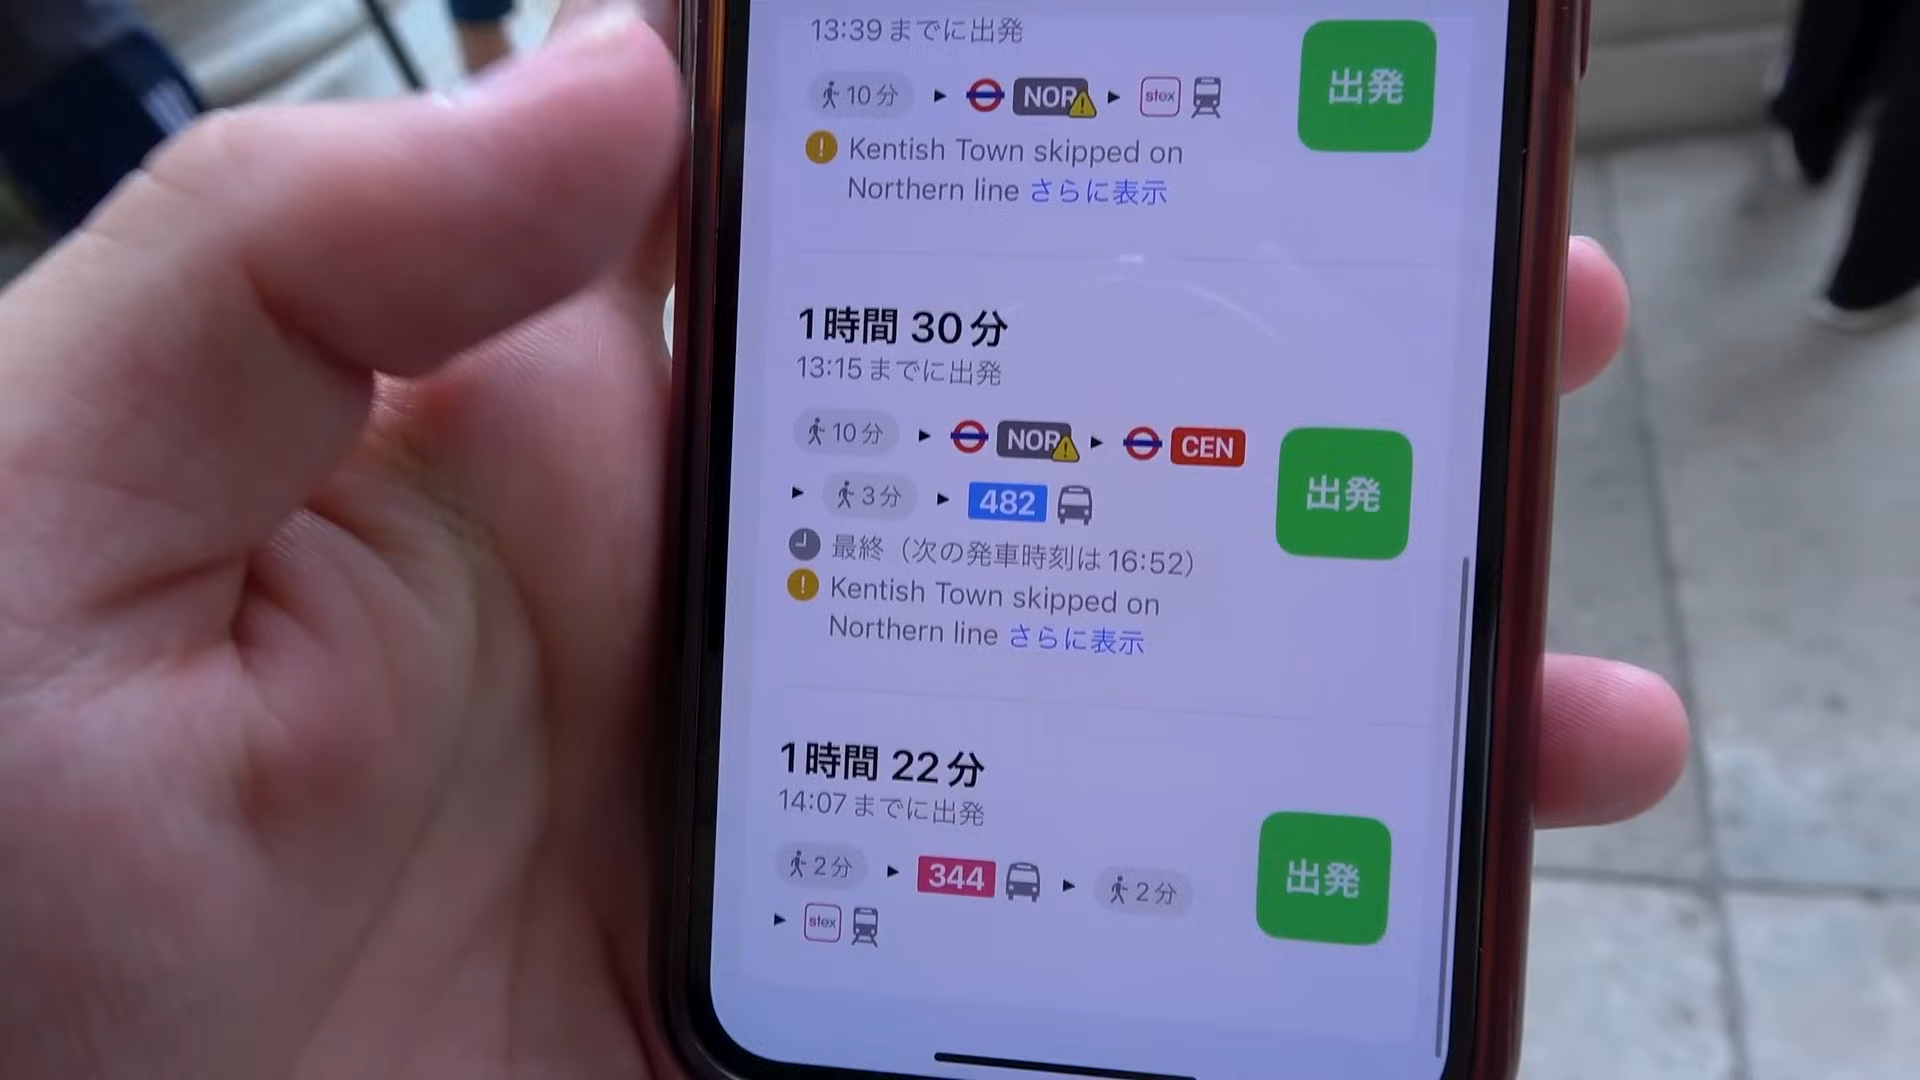 13:39までに出発
出発
10分 NOR stex
Kentish Town skipped on
Northern line さらに表示
1時間 30分
13:15までに出発
10分 NOR CEN
出発
3分 482
最終（次の発車時刻は16:52）
Kentish Town skipped on
Northern line さらに表示
1時間 22分
14:07までに出発
2分 344 2分
出発
stex